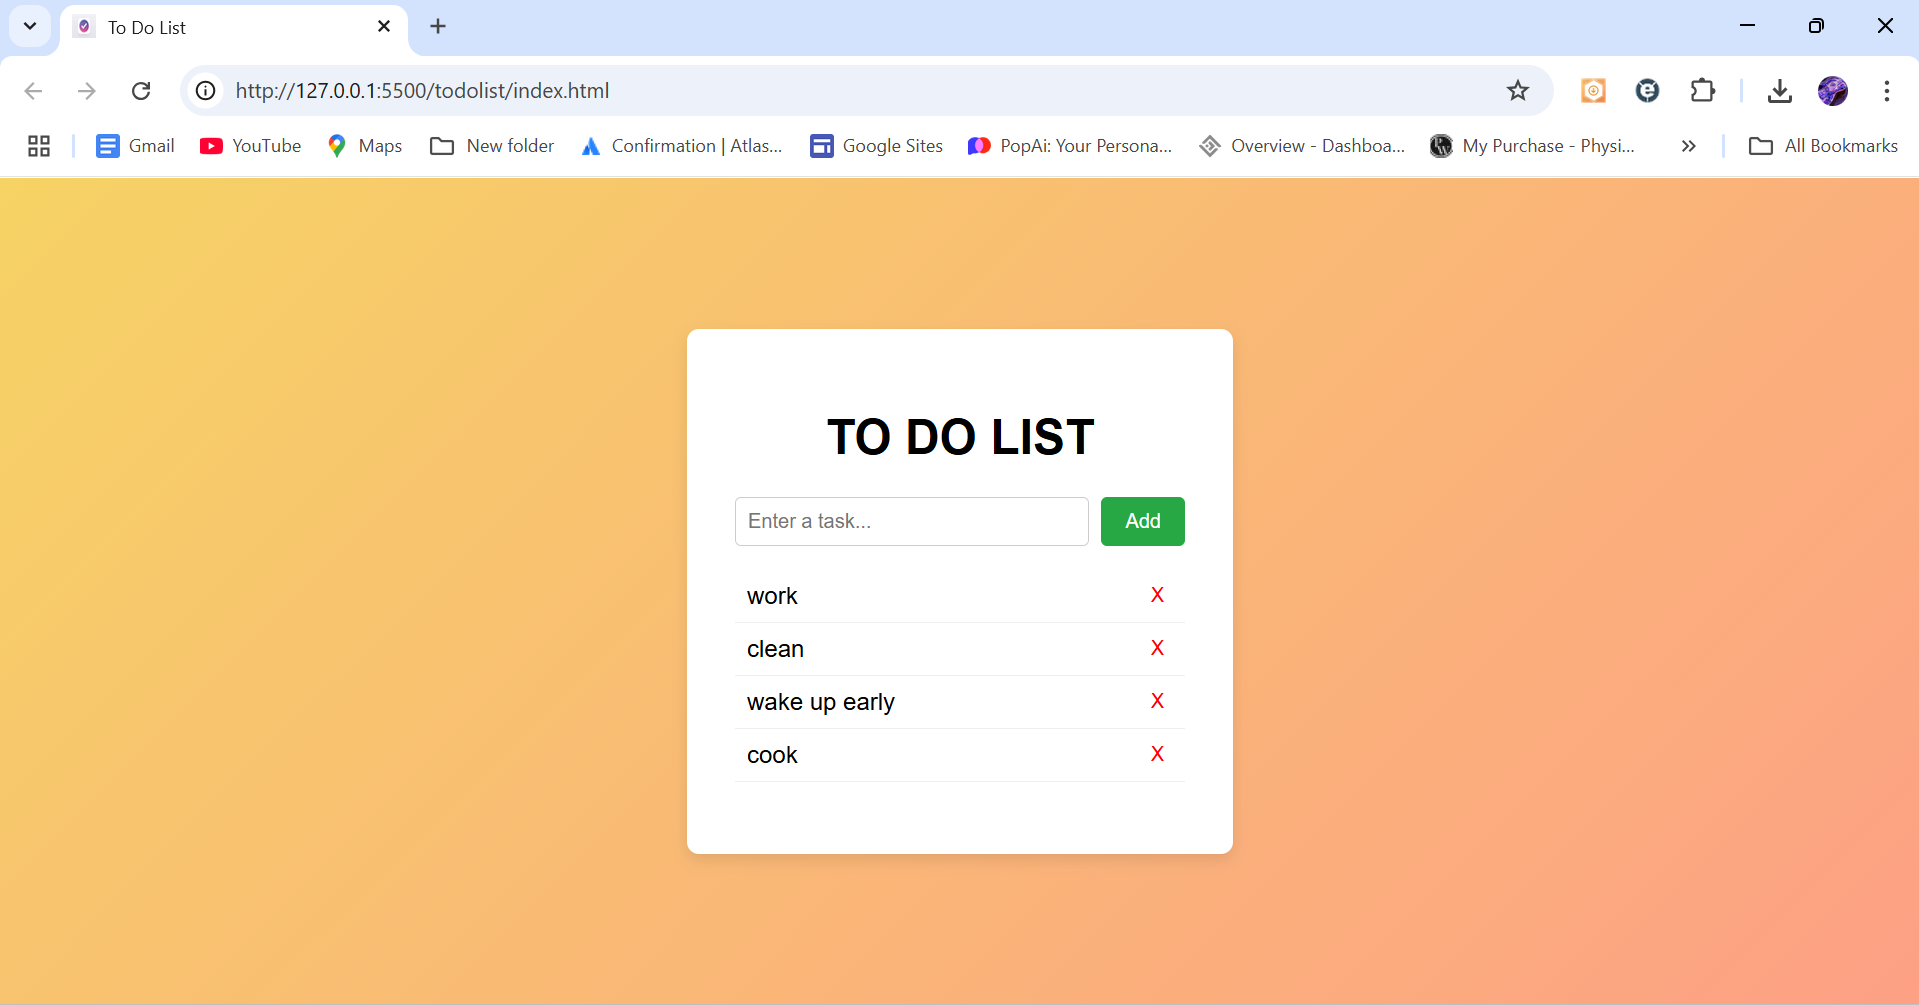 To Do List
http://127.0.0.1:5500/todolist/index.html
Gmail YouTube Maps New folder Confirmation | Atlas... Google Sites PopAi: Your Persona... Overview - Dashboa... My Purchase - Physi... All Bookmarks
TO DO LIST
Enter a task... Add
work X
clean X
wake up early X
cook X